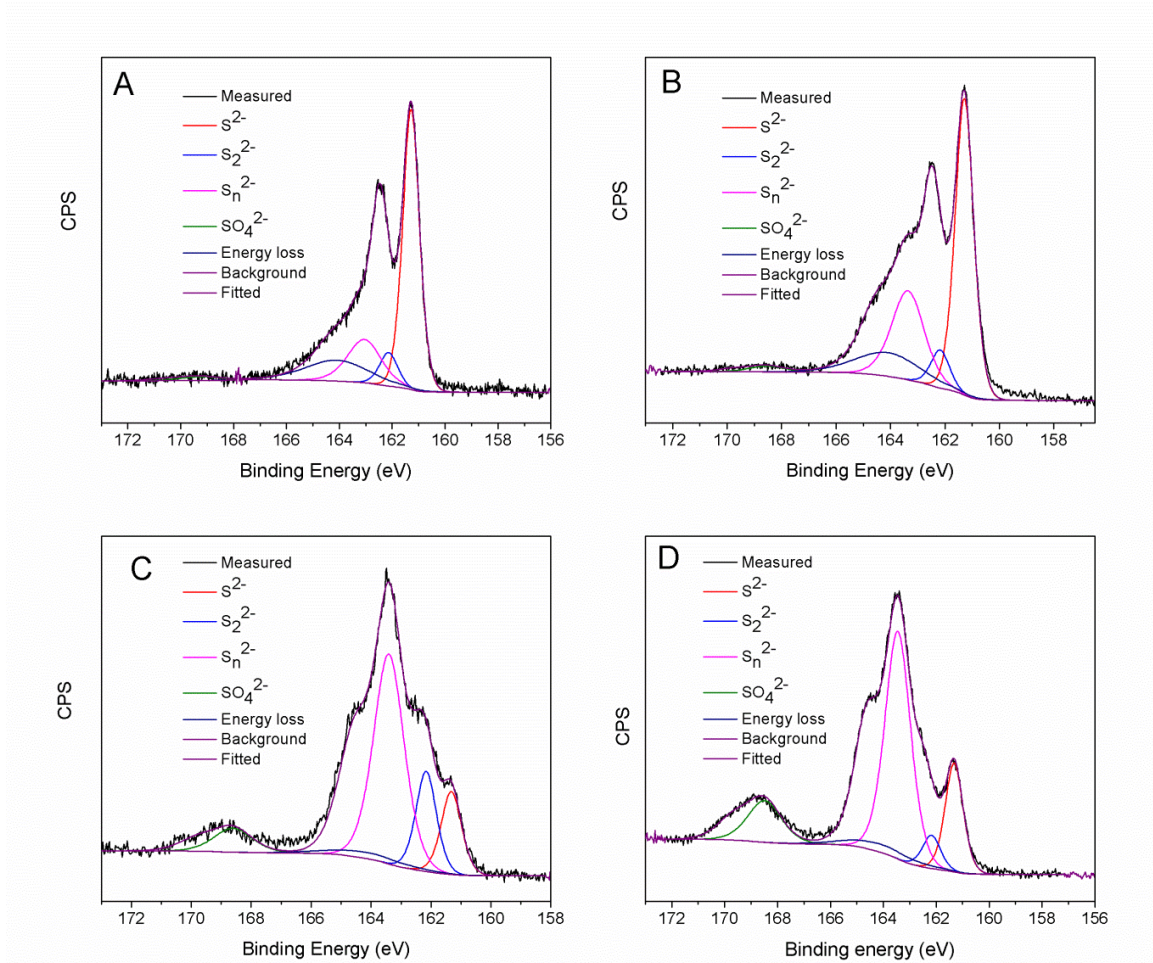 A
Measured
S2-
S22-
Sn2-
SO42-
Energy loss
Background
Fitted
CPS
172 170 168 166 164 162 160 158 156
Binding Energy (eV)
B
Measured
S2-
S22-
Sn2-
SO42-
Energy loss
Background
Fitted
CPS
172 170 168 166 164 162 160 158
Binding Energy (eV)
C
Measured
S2-
S22-
Sn2-
SO42-
Energy loss
Background
Fitted
CPS
172 170 168 166 164 162 160 158
Binding Energy (eV)
D
Measured
S2-
S22-
Sn2-
SO42-
Energy loss
Background
Fitted
CPS
172 170 168 166 164 162 160 158 156
Binding energy (eV)